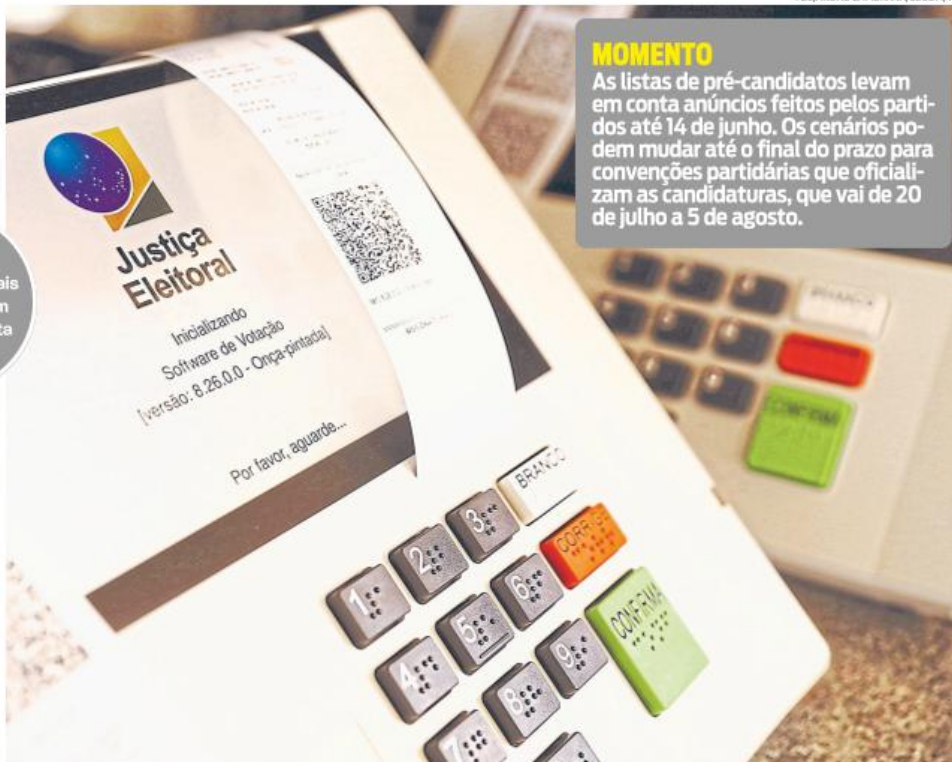 MOMENTO
As listas de pré-candidatos levam
em conta anúncios feitos pelos parti-
dos até 14 de junho. Os cenários po-
dem mudar até o final do prazo para
convenções partidárias que oficiali-
zam as candidaturas, que vai de 20
de julho a 5 de agosto.
Justiça
Eleitoral
Inicializando
Software de Votação
[versão: 8.26.0.0 - Onça-pintada]
Por favor, aguarde...
BRANCO
1 2 3
CORRIGE
4 5 6
CONFIRMA
7 8 9
BRANCO
CONFIRMA